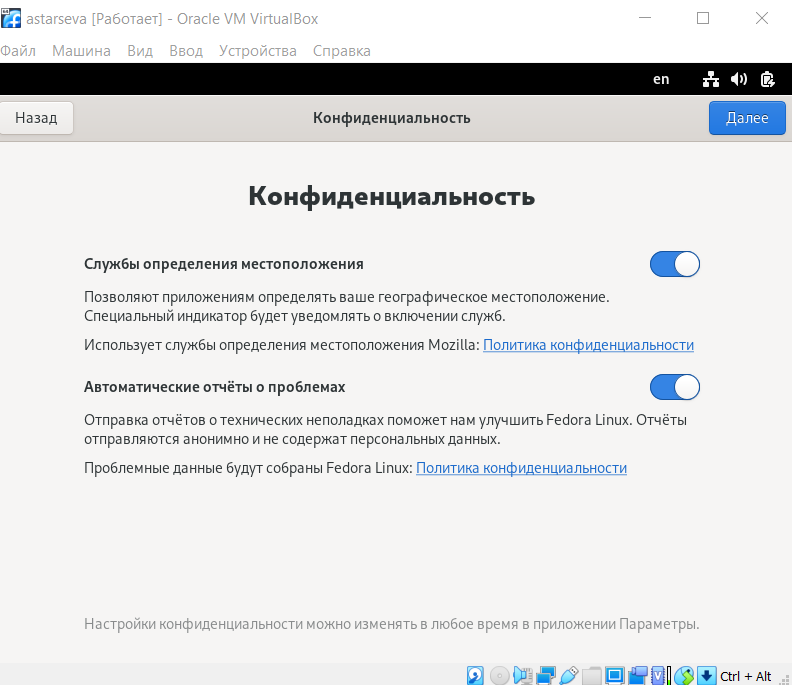 astarseva [Работает] - Oracle VM VirtualBox
Файл Машина Вид Ввод Устройства Справка
en
Назад Конфиденциальность Далее
Конфиденциальность
Службы определения местоположения
Позволяют приложениям определять ваше географическое местоположение.
Специальный индикатор будет уведомлять о включении служб.
Использует службы определения местоположения Mozilla: Политика конфиденциальности
Автоматические отчёты о проблемах
Отправка отчётов о технических неполадках поможет нам улучшить Fedora Linux. Отчёты
отправляются анонимно и не содержат персональных данных.
Проблемные данные будут собраны Fedora Linux: Политика конфиденциальности
Настройки конфиденциальности можно изменять в любое время в приложении Параметры.
Ctrl + Alt